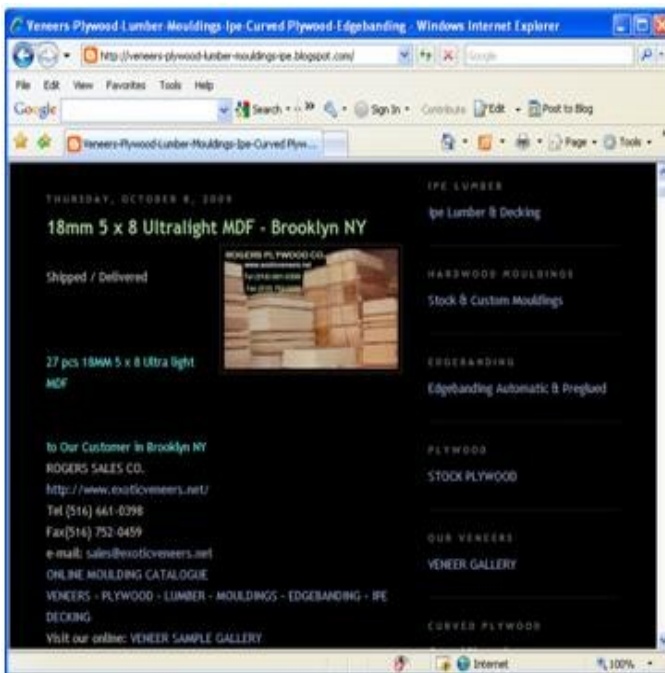 Veneers-Plywood-Lumber-Mouldings-Ipe-Curved Plywood-Edgebanding - Windows Internet Explorer
http://veneers-plywood-lumber-mouldings-ipe.blogspot.com/
Google
File Edit View Favorites Tools Help
Google Search Sign In Contribute Edit Post to Blog
Veneers-Plywood-Lumber-Mouldings-Ipe-Curved Plyw... Page Tools
THURSDAY, OCTOBER 8, 2009
18mm 5 x 8 Ultralight MDF - Brooklyn NY
ROGERS PLYWOOD CO.
www.exoticveneers.net
Shipped / Delivered
27 pcs 18MM 5 x 8 Ultra light
MDF
to Our Customer in Brooklyn NY
ROGERS SALES CO.
http://www.exoticveneers.net/
Tel (516) 661-0398
Fax(516) 752-0459
e-mail: sales@exoticveneers.net
ONLINE MOULDING CATALOGUE
VENEERS - PLYWOOD - LUMBER - MOULDINGS - EDGEBANDING - IPE
DECKING
Visit our online: VENEER SAMPLE GALLERY
IPE LUMBER
Ipe Lumber & Decking
HARDWOOD MOULDINGS
Stock & Custom Mouldings
EDGEBANDING
Edgebanding Automatic & Preglued
PLYWOOD
STOCK PLYWOOD
OUR VENEERS
VENEER GALLERY
CURVED PLYWOOD
Internet 100%